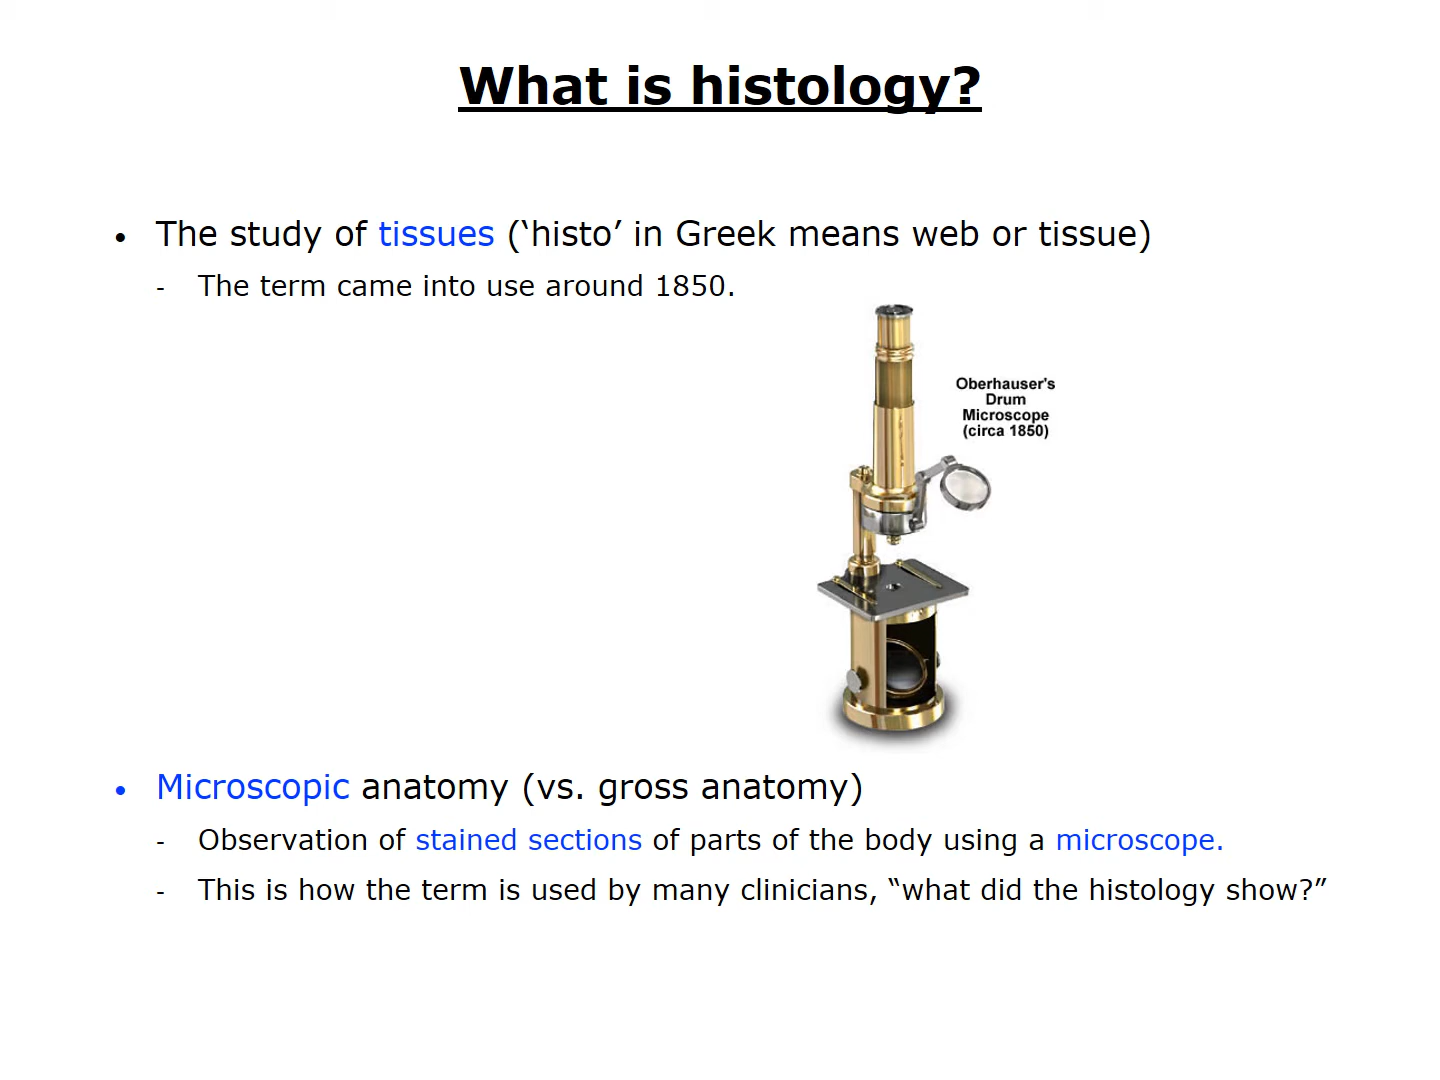 What is histology?
• The study of tissues (‘histo’ in Greek means web or tissue)
- The term came into use around 1850.
Oberhauser's
Drum
Microscope
(circa 1850)
• Microscopic anatomy (vs. gross anatomy)
- Observation of stained sections of parts of the body using a microscope.
- This is how the term is used by many clinicians, “what did the histology show?”